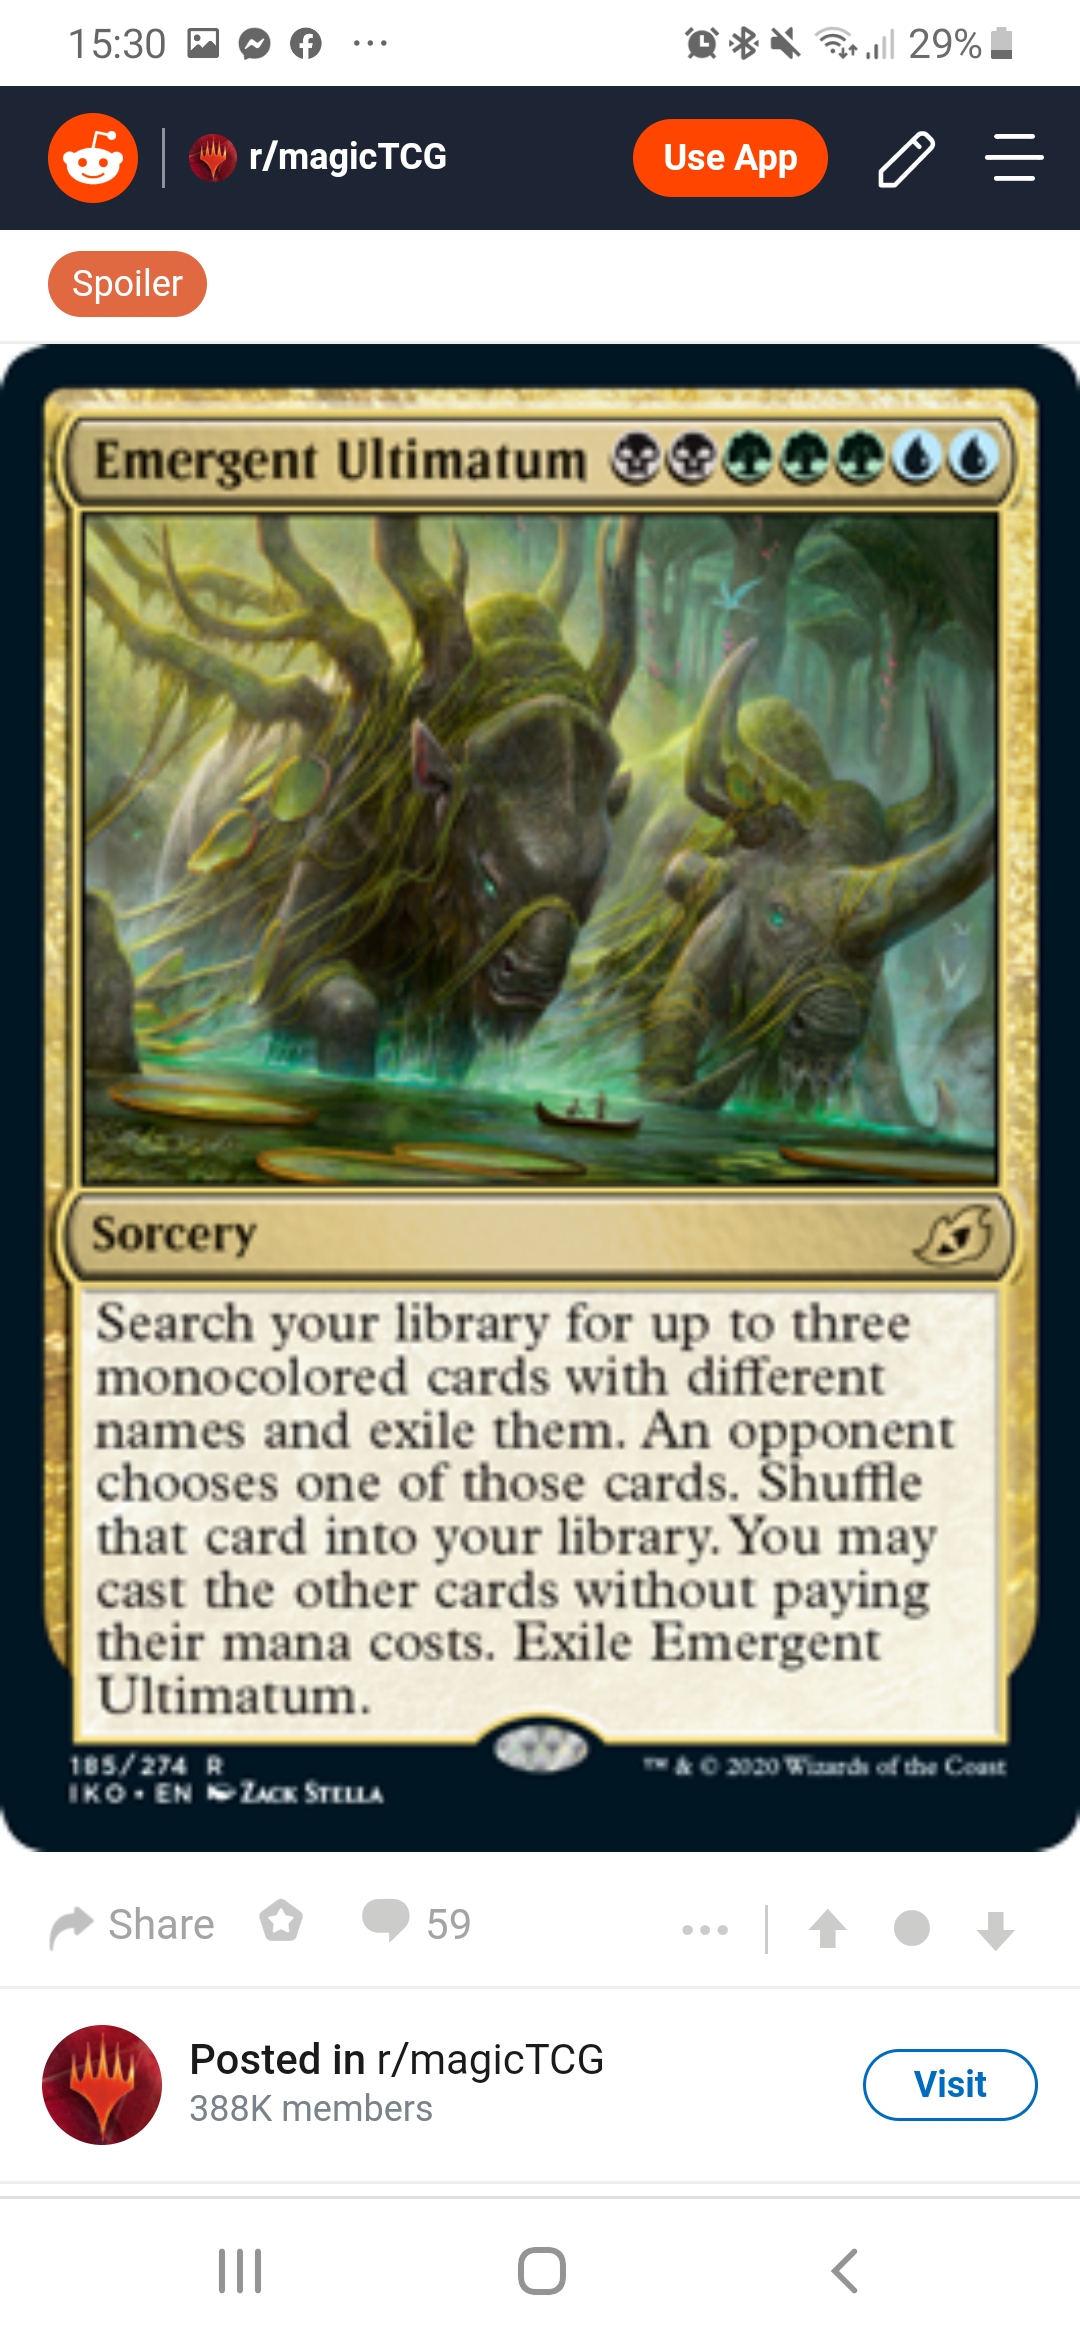 15:30
29%
r/magicTCG
Use App
Spoiler
Emergent Ultimatum
Sorcery
Search your library for up to three
monocolored cards with different
names and exile them. An opponent
chooses one of those cards. Shuffle
that card into your library. You may
cast the other cards without paying
their mana costs. Exile Emergent
Ultimatum.
185/274 R
IKO • EN Zack Stella
™ & © 2020 Wizards of the Coast
Share
59
Posted in r/magicTCG
388K members
Visit